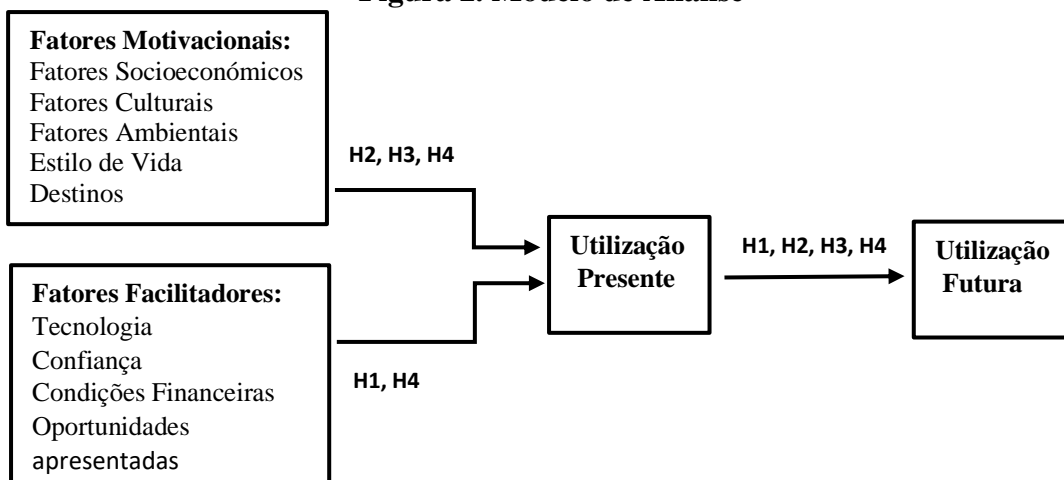 Fatores Motivacionais:
Fatores Socioeconómicos
Fatores Culturais
Fatores Ambientais
Estilo de Vida
Destinos
H2, H3, H4
Fatores Facilitadores:
Tecnologia
Confiança
Condições Financeiras
Oportunidades
apresentadas
H1, H4
Utilização
Presente
H1, H2, H3, H4
Utilização
Futura